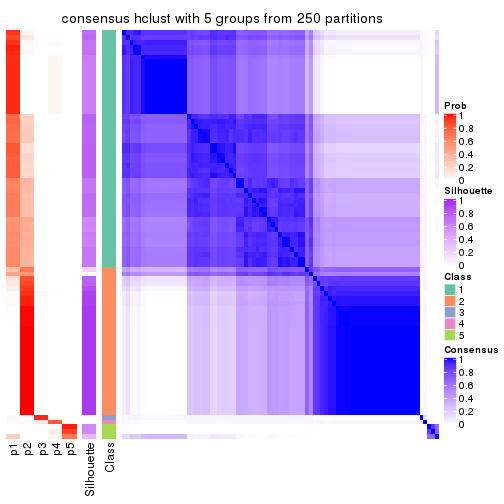 consensus hclust with 5 groups from 250 partitions
Prob
1
0.8
0.6
0.4
0.2
0
Silhouette
1
0.8
0.6
0.4
0.2
0
Class
1
2
3
4
5
Consensus
1
0.8
0.6
0.4
0.2
0
p1
p2
p3
p4
p5
Silhouette
Class